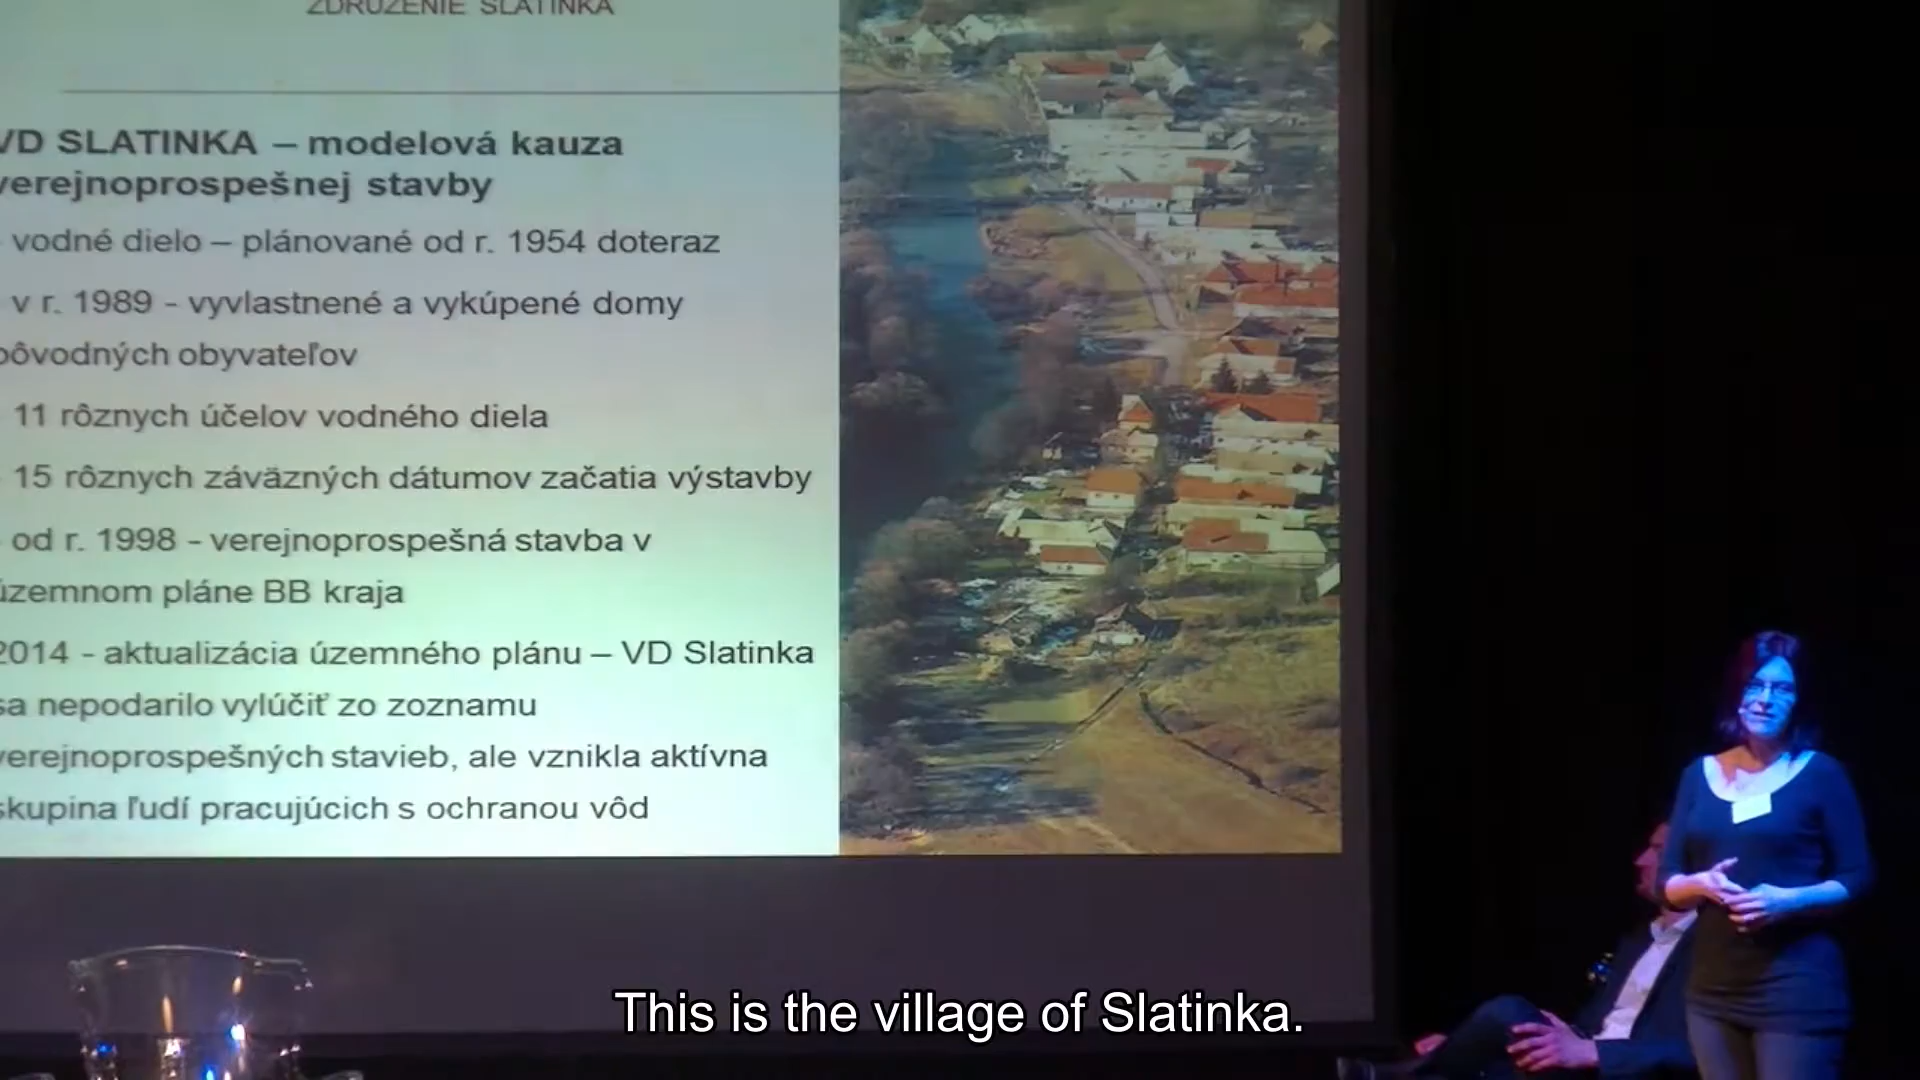 ZDRUŽENIE SLATINKA
VD SLATINKA – modelová kauza
verejnoprospešnej stavby
- vodné dielo – plánované od r. 1954 doteraz
- v r. 1989 - vyvlastnené a vykúpené domy
pôvodných obyvateľov
- 11 rôznych účelov vodného diela
- 15 rôznych záväzných dátumov začatia výstavby
- od r. 1998 - verejnoprospešná stavba v
územnom pláne BB kraja
2014 - aktualizácia územného plánu – VD Slatinka
sa nepodarilo vylúčiť zo zoznamu
verejnoprospešných stavieb, ale vznikla aktívna
skupina ľudí pracujúcich s ochranou vôd
This is the village of Slatinka.